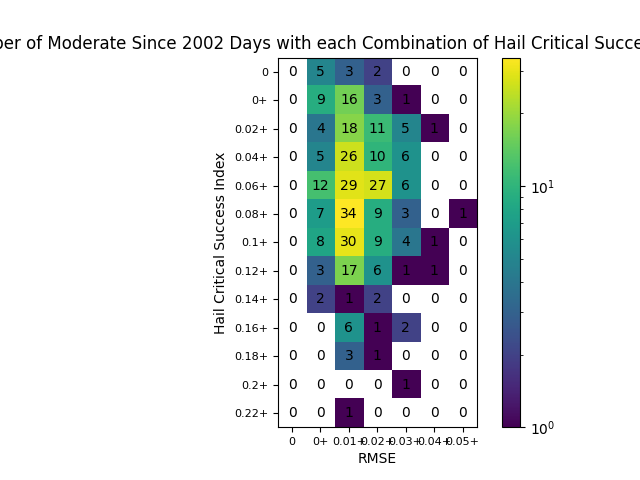 of Moderate Since 2002 Days with each Combination of Hail Critical
Hail Critical Success Index
0 0 5 3 2 0 0 0
0+ 0 9 16 3 1 0 0
0.02+ 0 4 18 11 5 1 0
0.04+ 0 5 26 10 6 0 0
0.06+ 0 12 29 27 6 0 0
0.08+ 0 7 34 9 3 0 1
0.1+ 0 8 30 9 4 1 0
0.12+ 0 3 17 6 1 1 0
0.14+ 0 2 1 2 0 0 0
0.16+ 0 0 6 1 2 0 0
0.18+ 0 0 3 1 0 0 0
0.2+ 0 0 0 0 1 0 0
0.22+ 0 0 1 0 0 0 0
0 0+ 0.01+ 0.02+ 0.03+ 0.04+ 0.05+
RMSE
10¹
10⁰